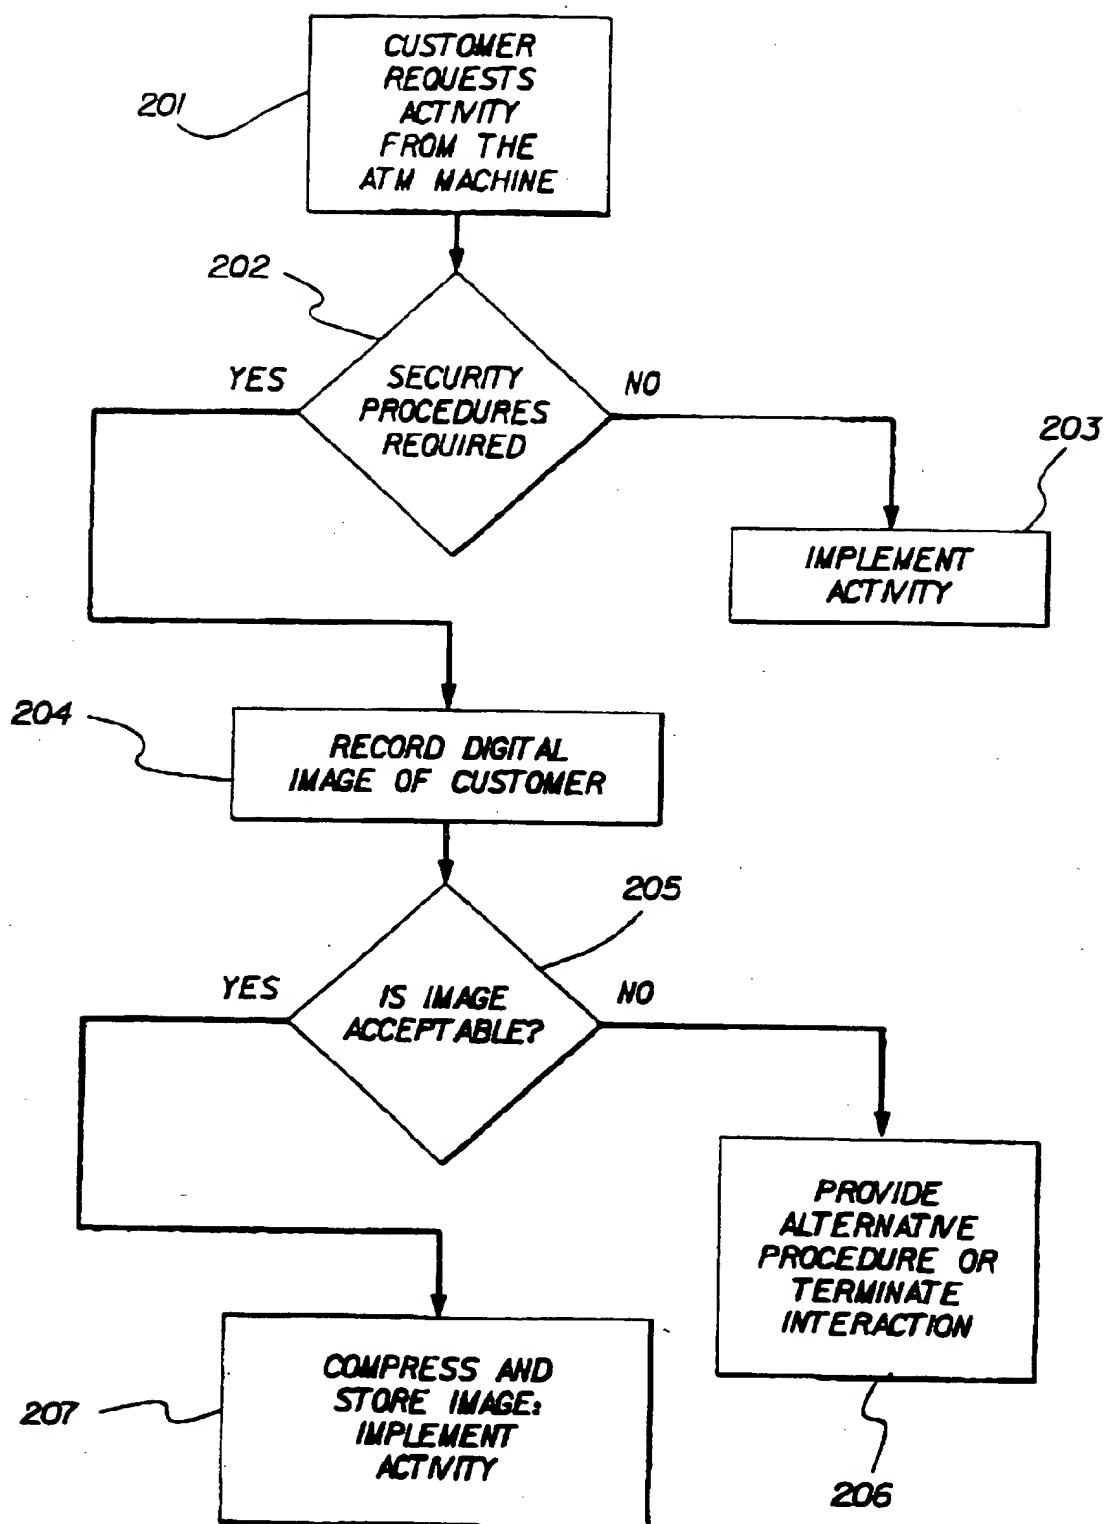 CUSTOMER
REQUESTS
ACTIVITY
FROM THE
ATM MACHINE
201
202
YES
SECURITY
PROCEDURES
REQUIRED
NO
203
IMPLEMENT
ACTIVITY
204
RECORD DIGITAL
IMAGE OF CUSTOMER
205
YES
IS IMAGE
ACCEPTABLE?
NO
PROVIDE
ALTERNATIVE
PROCEDURE OR
TERMINATE
INTERACTION
COMPRESS AND
STORE IMAGE:
IMPLEMENT
ACTIVITY
207
206